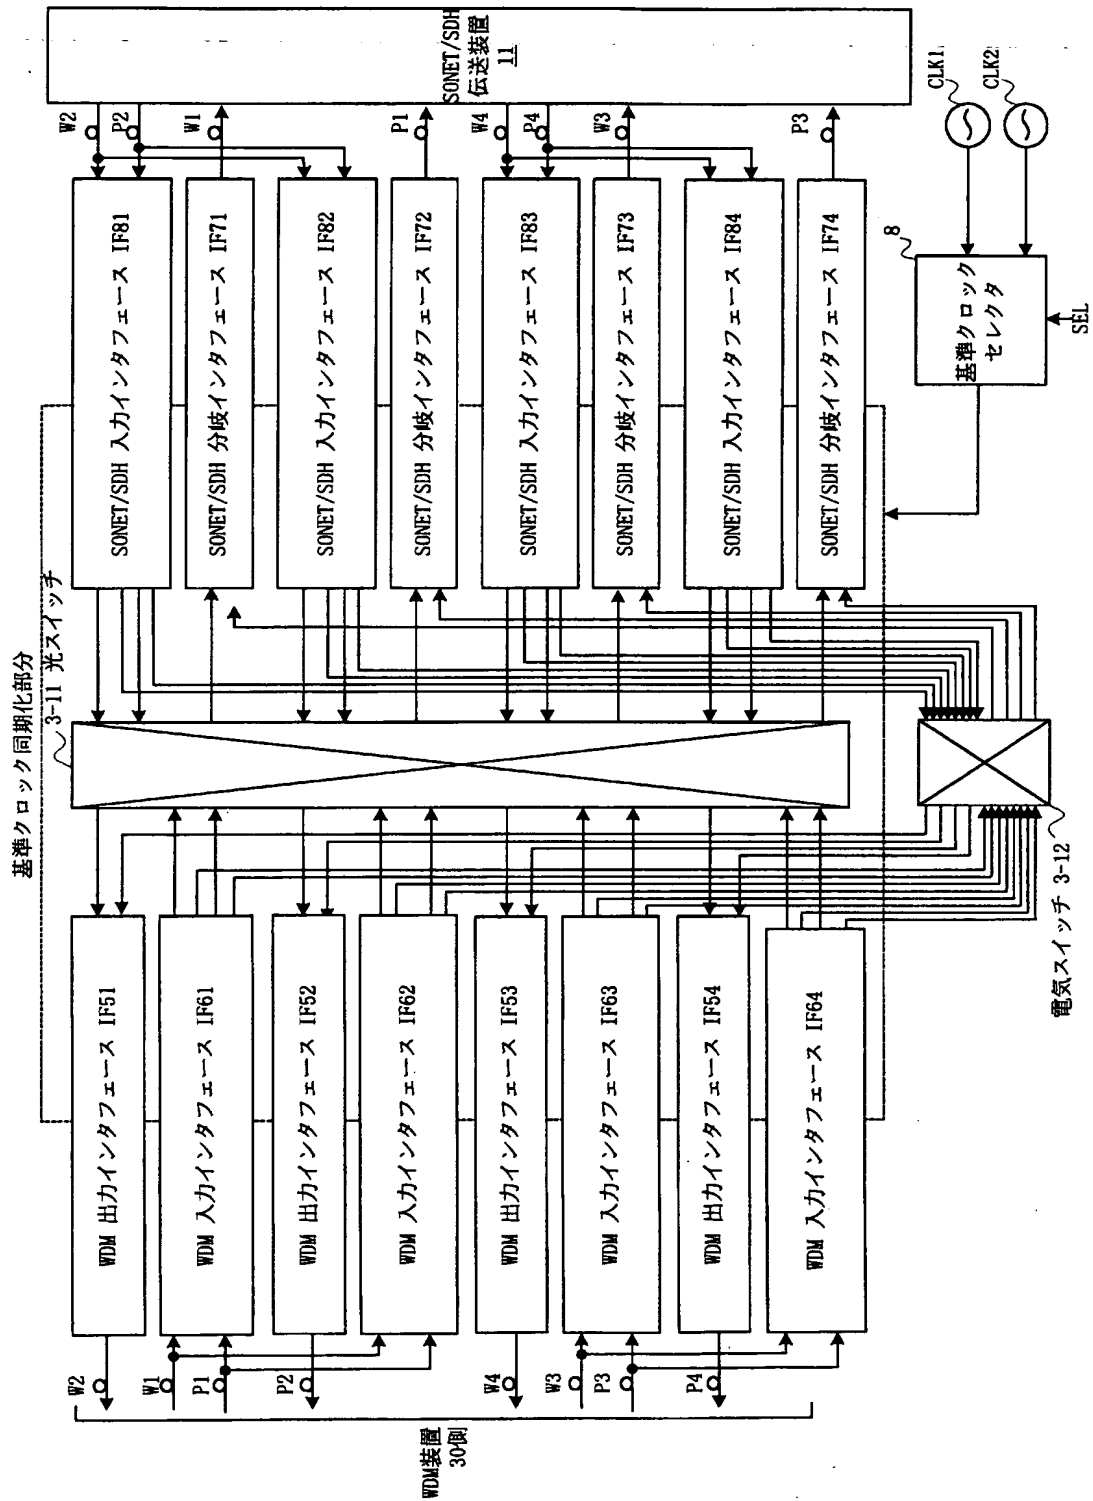 SONET/SDH
伝送装置
11
W2
P2
W1
P1
W4
P4
W3
P3
CLK1
CLK2
SONET/SDH 入力インタフェース IF81
SONET/SDH 分岐インタフェース IF71
SONET/SDH 入力インタフェース IF82
SONET/SDH 分岐インタフェース IF72
SONET/SDH 入力インタフェース IF83
SONET/SDH 分岐インタフェース IF73
SONET/SDH 入力インタフェース IF84
SONET/SDH 分岐インタフェース IF74
8
基準クロック
セレクタ
SEL
基準クロック同期化部分
3-11 光スイッチ
電気スイッチ 3-12
WDM 出力インタフェース IF51
WDM 入力インタフェース IF61
WDM 出力インタフェース IF52
WDM 入力インタフェース IF62
WDM 出力インタフェース IF53
WDM 入力インタフェース IF63
WDM 出力インタフェース IF54
WDM 入力インタフェース IF64
W2
W1
P1
P2
W4
W3
P3
P4
WDM装置
30側